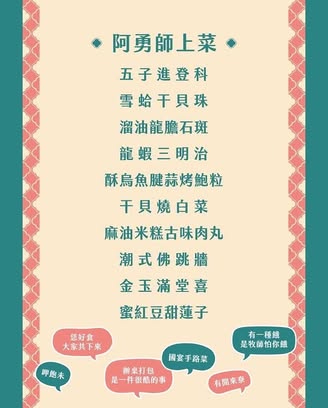 阿勇師上菜
五子進登科
雪蛤干貝珠
溜油龍膽石斑
龍蝦三明治
酥烏魚腱蒜烤鮑粒
干貝燒白菜
麻油米糕古味肉丸
潮式佛跳牆
金玉滿堂喜
蜜紅豆甜蓮子
恁好食
大家共下來
呷飽未
辦桌打包
是一件很酷的事
國宴手路菜
有閒來寮
有一種餓
是牧師怕你餓